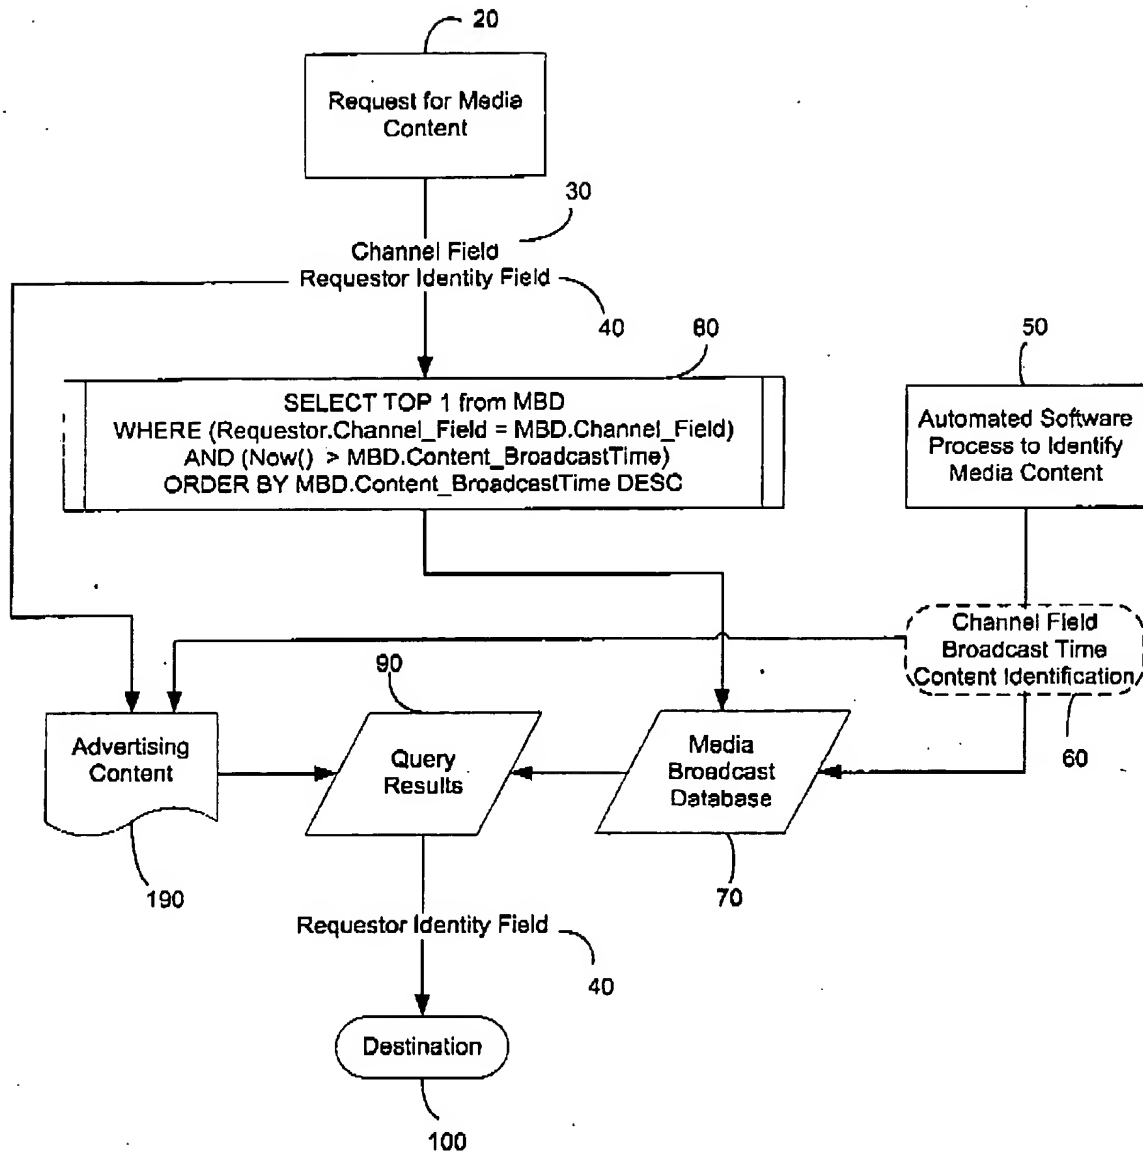 20
Request for Media
Content
30
Channel Field
Requestor Identity Field
40
80
50
SELECT TOP 1 from MBD
WHERE (Requestor.Channel_Field = MBD.Channel_Field)
AND (Now() > MBD.Content_BroadcastTime)
ORDER BY MBD.Content_BroadcastTime DESC
Automated Software
Process to Identify
Media Content
Channel Field
Broadcast Time
Content Identification
60
90
Advertising
Content
Query
Results
Media
Broadcast
Database
190
70
Requestor Identity Field
40
Destination
100